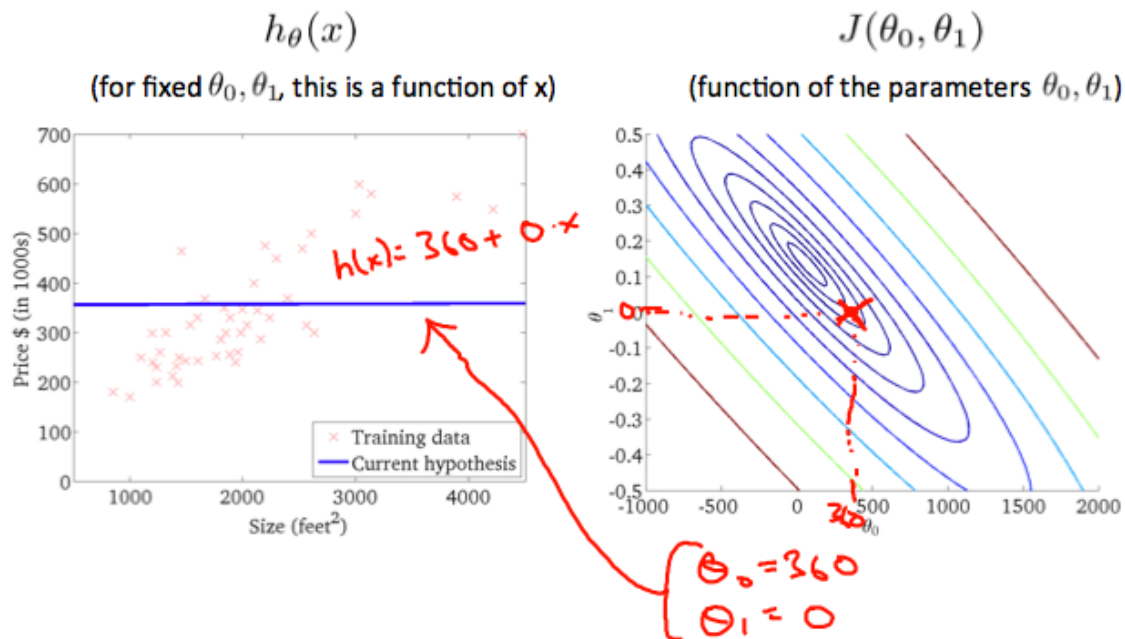 h_θ(x)
(for fixed θ₀, θ₁, this is a function of x)
700
600
500
400
300
200
100
0
Price $ (in 1000s)
h(x) = 360 + 0·x
× Training data
Current hypothesis
1000 2000 3000 4000
Size (feet²)
J(θ₀, θ₁)
(function of the parameters θ₀, θ₁)
0.5
0.4
0.3
0.2
0.1
0
0
-0.1
-0.2
-0.3
-0.4
-0.5
θ₁
-1000 -500 0 500 1000 1500 2000
360
θ₀
θ₀ = 360
θ₁ = 0